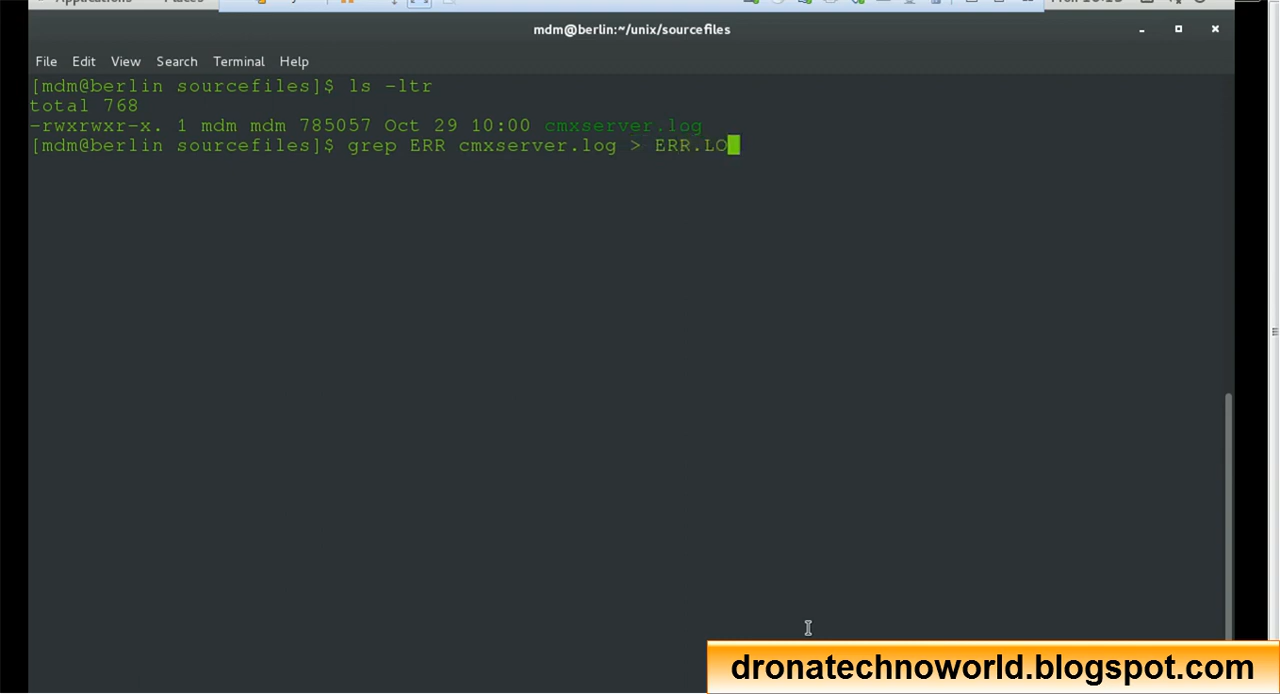 mdm@berlin:~/unix/sourcefiles
File Edit View Search Terminal Help
[mdm@berlin sourcefiles]$ ls -ltr
total 768
-rwxrwxr-x. 1 mdm mdm 785057 Oct 29 10:00 cmxserver.log
[mdm@berlin sourcefiles]$ grep ERR cmxserver.log > ERR.LO
dronatechnoworld.blogspot.com